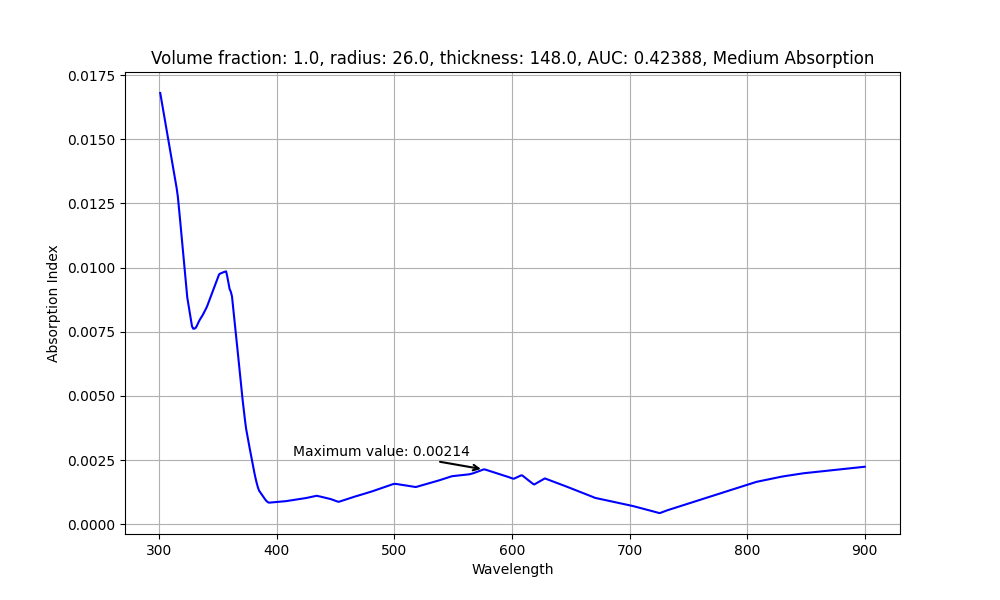 Volume fraction: 1.0, radius: 26.0, thickness: 148.0, AUC: 0.42388, Medium Absorption
0.0175
0.0150
0.0125
0.0100
0.0075
0.0050
0.0025
0.0000
Absorption Index
Maximum value: 0.00214
300 400 500 600 700 800 900
Wavelength